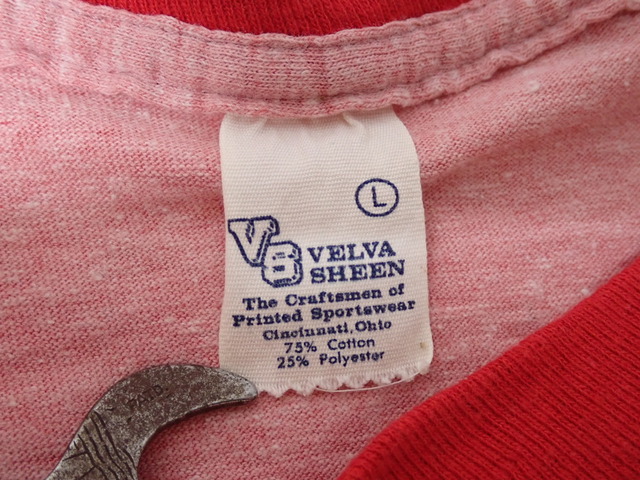 L
VS VELVA
SHEEN
The Craftsmen of
Printed Sportswear
Cincinnati, Ohio
75% Cotton
25% Polyester